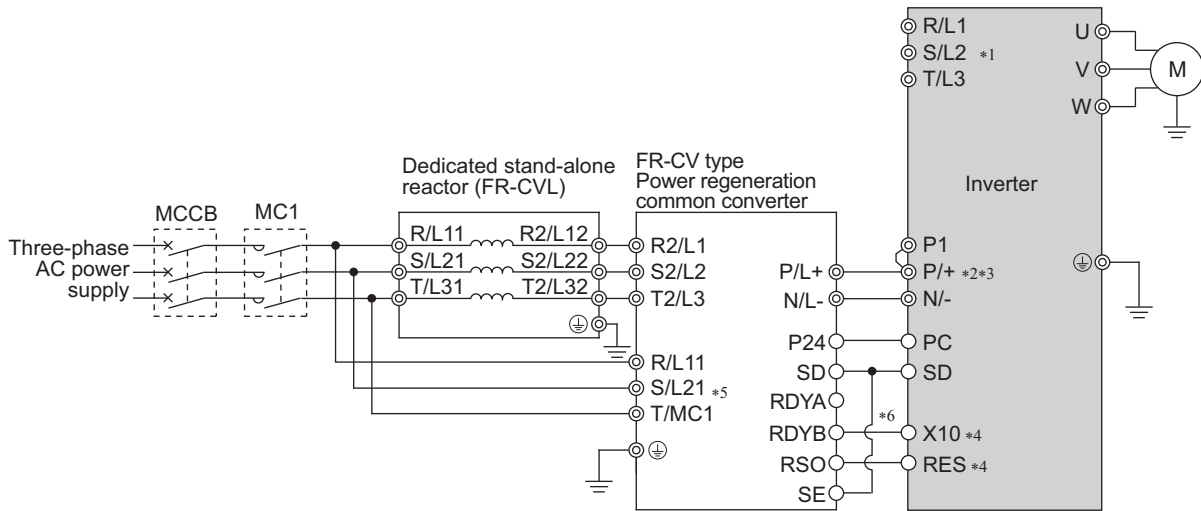 R/L1
S/L2 *1
T/L3
U
V
W
M
Dedicated stand-alone
reactor (FR-CVL)
FR-CV type
Power regeneration
common converter
Inverter
MCCB
MC1
Three-phase
AC power
supply
R/L11
R2/L12
S/L21
S2/L22
T/L31
T2/L32
R2/L1
S2/L2
T2/L3
R/L11
S/L21 *5
T/MC1
P/L+
N/L-
P24
SD
RDYA
RDYB
RSO
SE
*6
P1
P/+ *2*3
N/-
PC
SD
X10 *4
RES *4